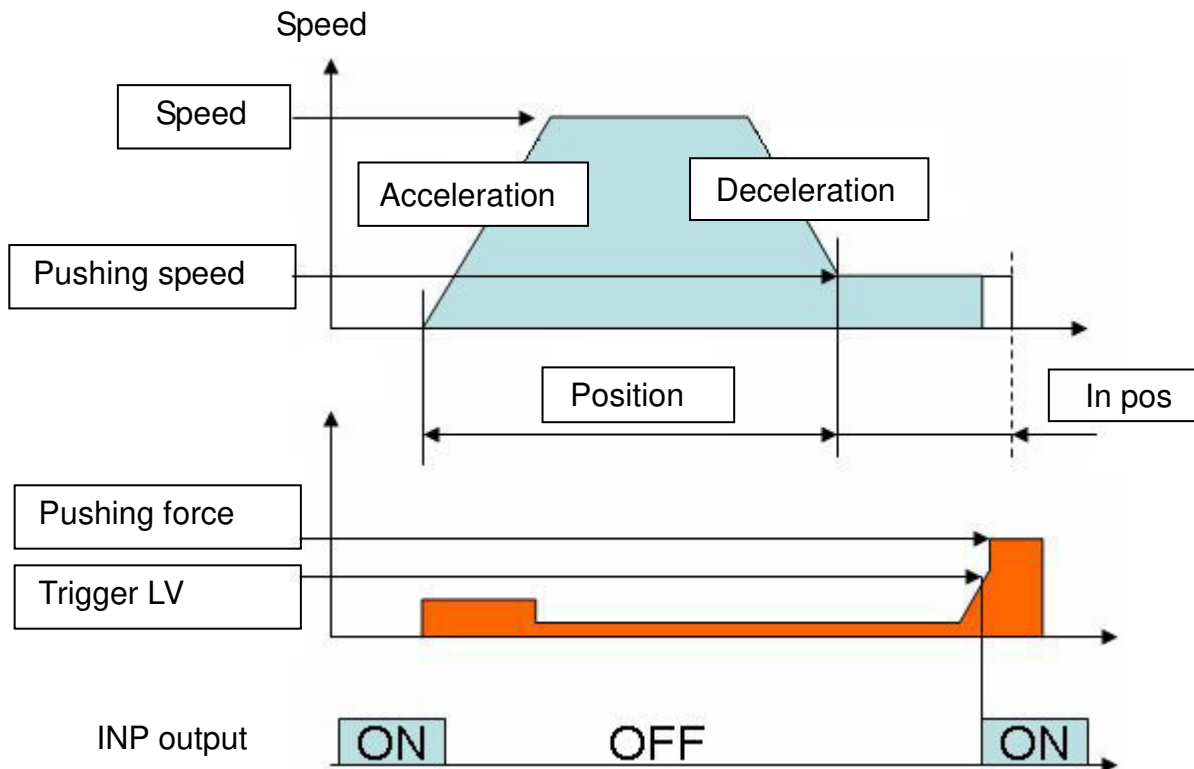 Speed
Speed
Acceleration
Deceleration
Pushing speed
Position
In pos
Pushing force
Trigger LV
INP output
ON
OFF
ON